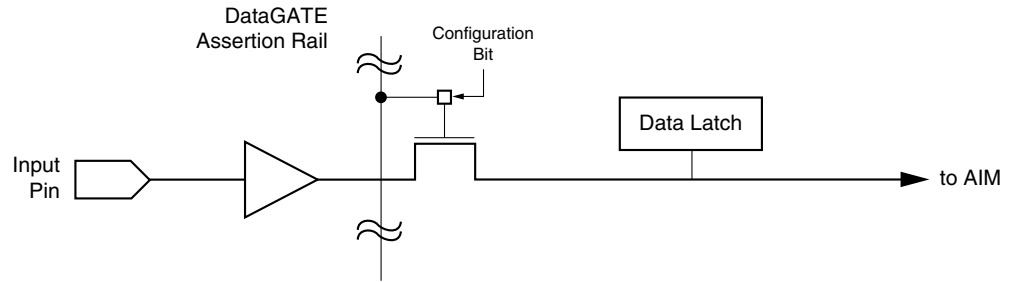 DataGATE
Assertion Rail
Configuration
Bit
Data Latch
Input
Pin
to AIM